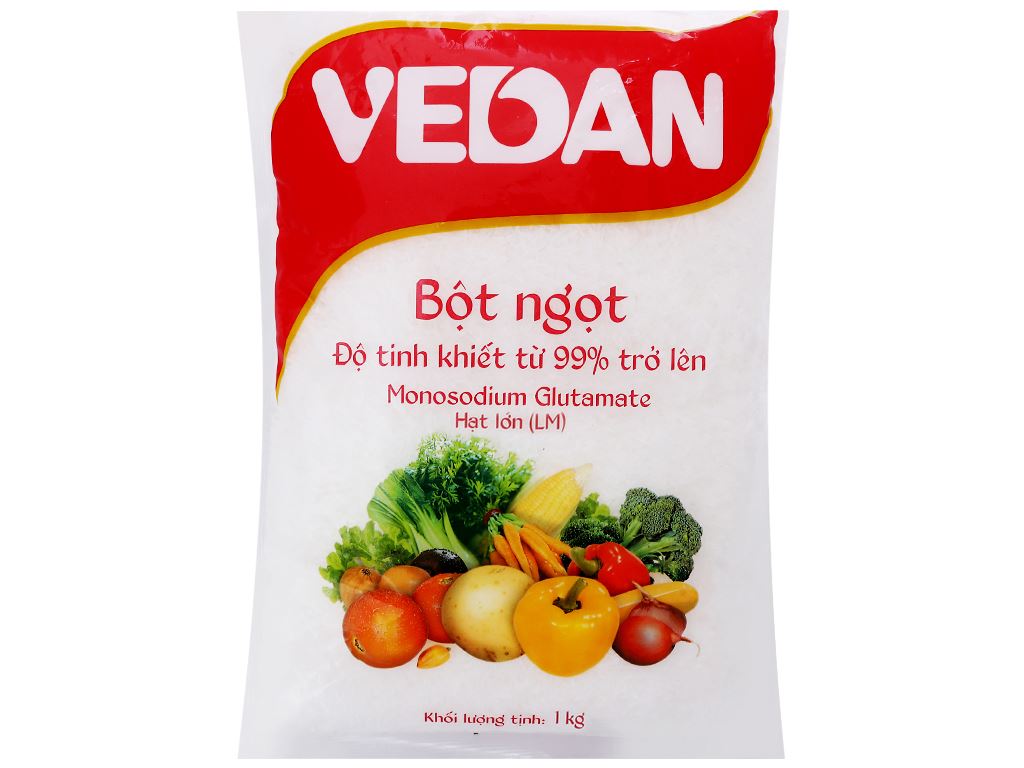 VEDAN
Bột ngọt
Độ tinh khiết từ 99% trở lên
Monosodium Glutamate
Hạt lớn (LM)
Khối lượng tịnh: 1 kg